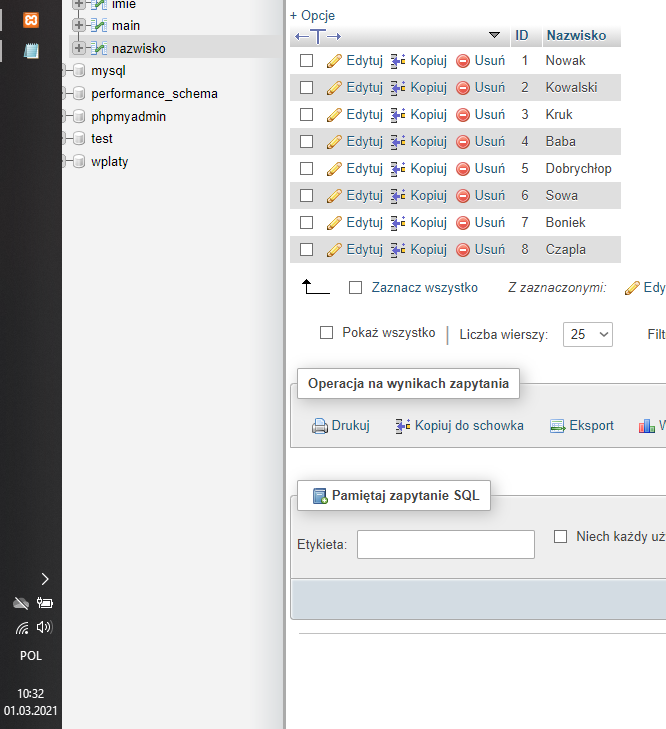 imie
main
nazwisko
mysql
performance_schema
phpmyadmin
test
wplaty
+ Opcje
ID Nazwisko
Edytuj Kopiuj Usuń 1 Nowak
Edytuj Kopiuj Usuń 2 Kowalski
Edytuj Kopiuj Usuń 3 Kruk
Edytuj Kopiuj Usuń 4 Baba
Edytuj Kopiuj Usuń 5 Dobrychłop
Edytuj Kopiuj Usuń 6 Sowa
Edytuj Kopiuj Usuń 7 Boniek
Edytuj Kopiuj Usuń 8 Czapla
Zaznacz wszystko Z zaznaczonymi: Edy
Pokaż wszystko Liczba wierszy: 25 Filt
Operacja na wynikach zapytania
Drukuj Kopiuj do schowka Eksport W
Pamiętaj zapytanie SQL
Etykieta: Niech każdy uż
POL
10:32
01.03.2021